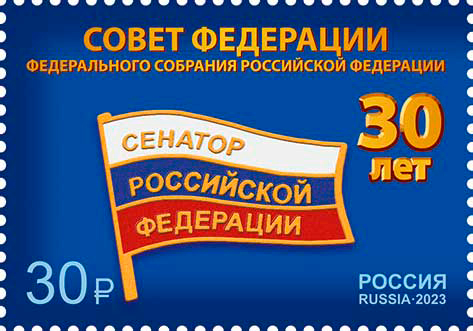 СОВЕТ ФЕДЕРАЦИИ
ФЕДЕРАЛЬНОГО СОБРАНИЯ РОССИЙСКОЙ ФЕДЕРАЦИИ
30
лет
СЕНАТОР
РОССИЙСКОЙ
ФЕДЕРАЦИИ
30 ₽
РОССИЯ
RUSSIA·2023